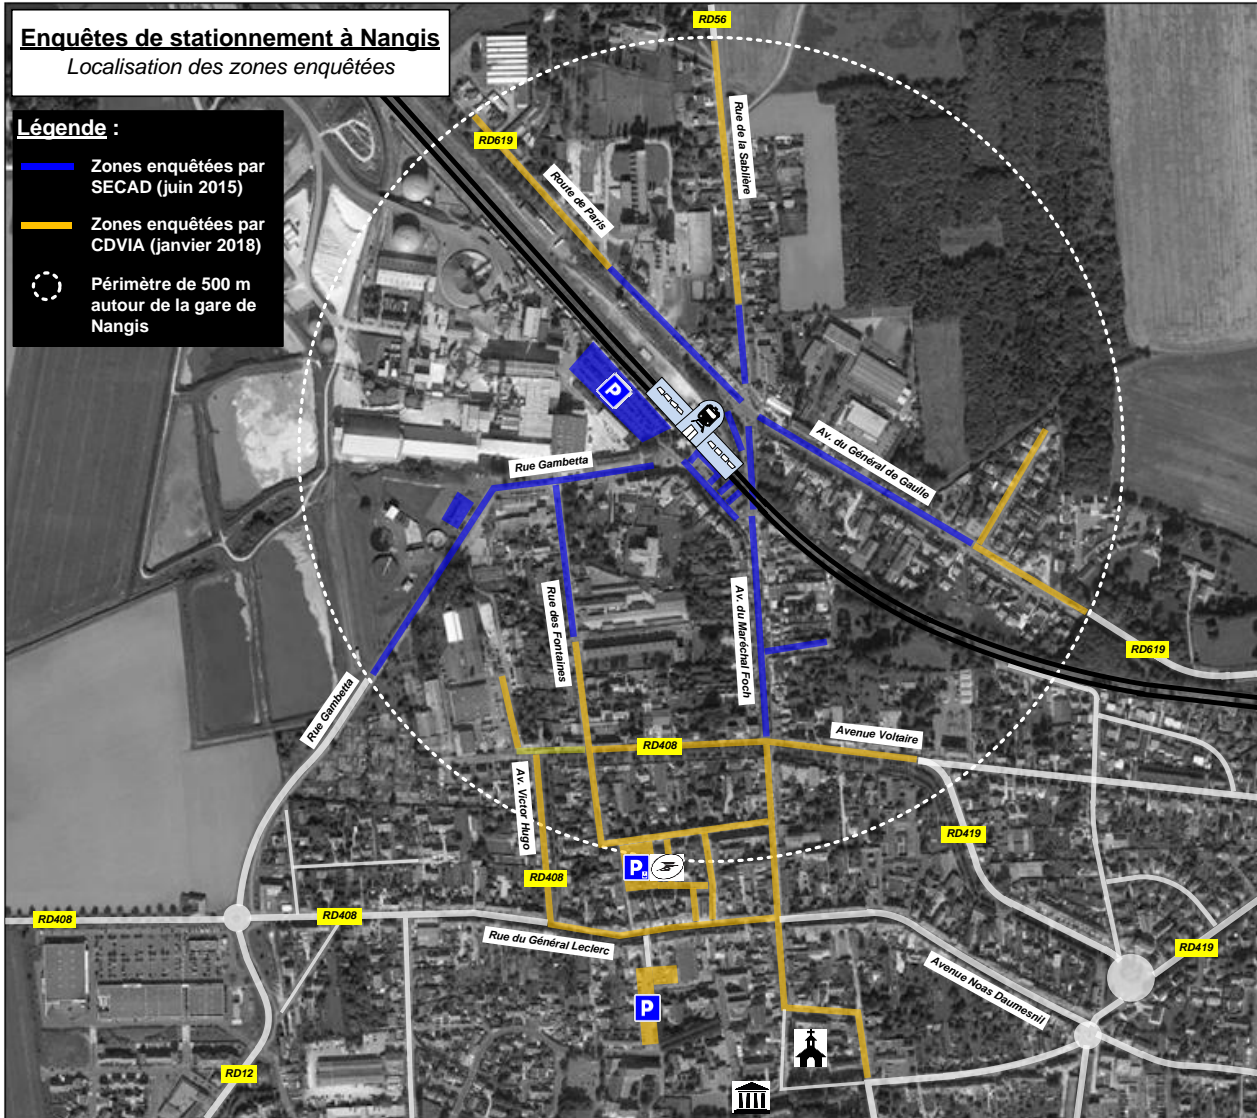 Enquêtes de stationnement à Nangis
Localisation des zones enquêtées
RD56
Légende :
Zones enquêtées par
SECAD (juin 2015)
Zones enquêtées par
CDVIA (janvier 2018)
Périmètre de 500 m
autour de la gare de
Nangis
RD619
Rue de la Sablière
Route de Paris
P
Av. du Général de Gaulle
Rue Gambetta
Rue des Fontaines
Av. du Maréchal Foch
RD619
Rue Gambetta
RD408
Avenue Voltaire
Av. Victor Hugo
RD419
P
RD408
RD408
RD408
Rue du Général Leclerc
RD419
Avenue Noas Daumesnil
P
RD12